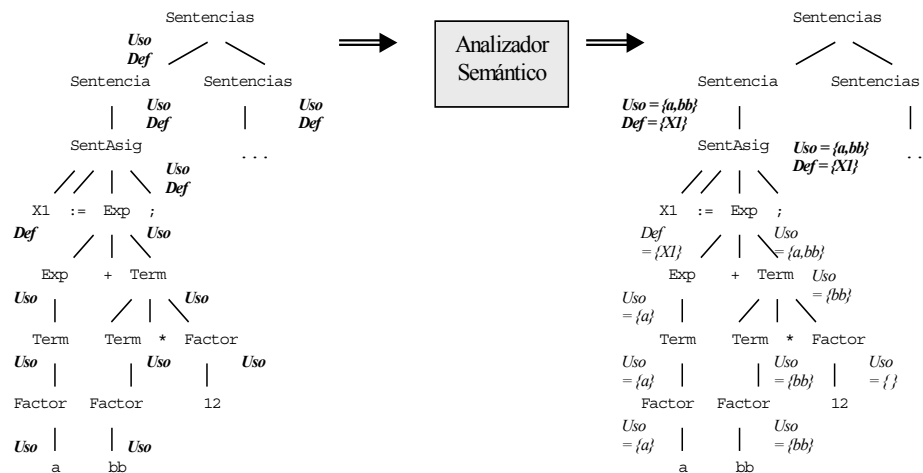 Sentencias
Uso
Def
Sentencia Sentencias
Uso Uso
Def Def
SentAsig ...
Uso
Def
X1 := Exp ;
Def Uso
Exp + Term
Uso Uso
Term Term * Factor
Uso Uso Uso
Factor Factor 12
Uso Uso
a bb
Analizador
Semántico
Sentencias
Sentencia Sentencias
Uso = {a,bb}
Def = {X1}
SentAsig ..
Uso = {a,bb}
Def = {X1}
X1 := Exp ;
Def Uso
= {X1} = {a,bb}
Exp + Term
Uso Uso
= {a} = {bb}
Term Term * Factor
Uso Uso Uso
= {a} = {bb} = { }
Factor Factor 12
Uso Uso
= {a} = {bb}
a bb